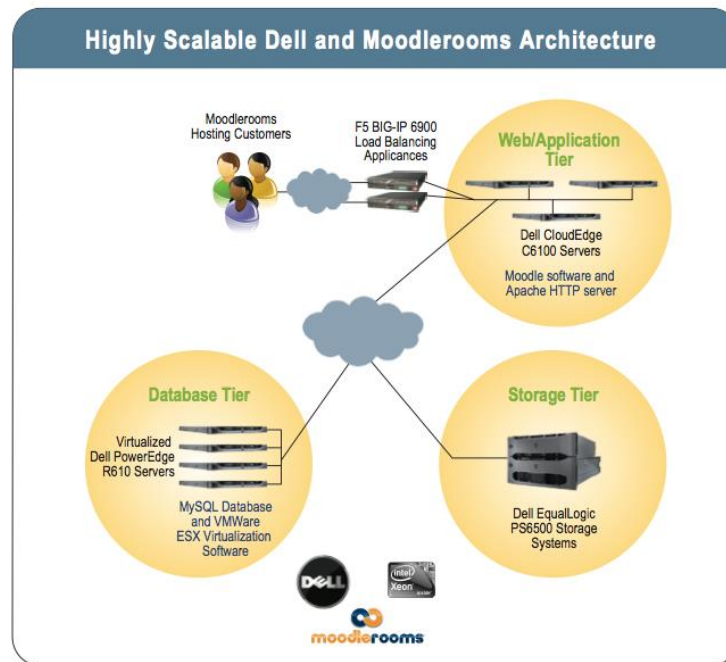 Highly Scalable Dell and Moodlerooms Architecture
Moodlerooms
Hosting Customers
F5 BIG-IP 6900
Load Balancing
Applicances
Web/Application
Tier
Dell CloudEdge
C6100 Servers
Moodle software and
Apache HTTP server
Database Tier
Virtualized
Dell PowerEdge
R610 Servers
MySQL Database
and VMWare
ESX Virtualization
Software
Storage Tier
Dell EqualLogic
PS6500 Storage
Systems
DELL
intel
Xeon
moodlerooms